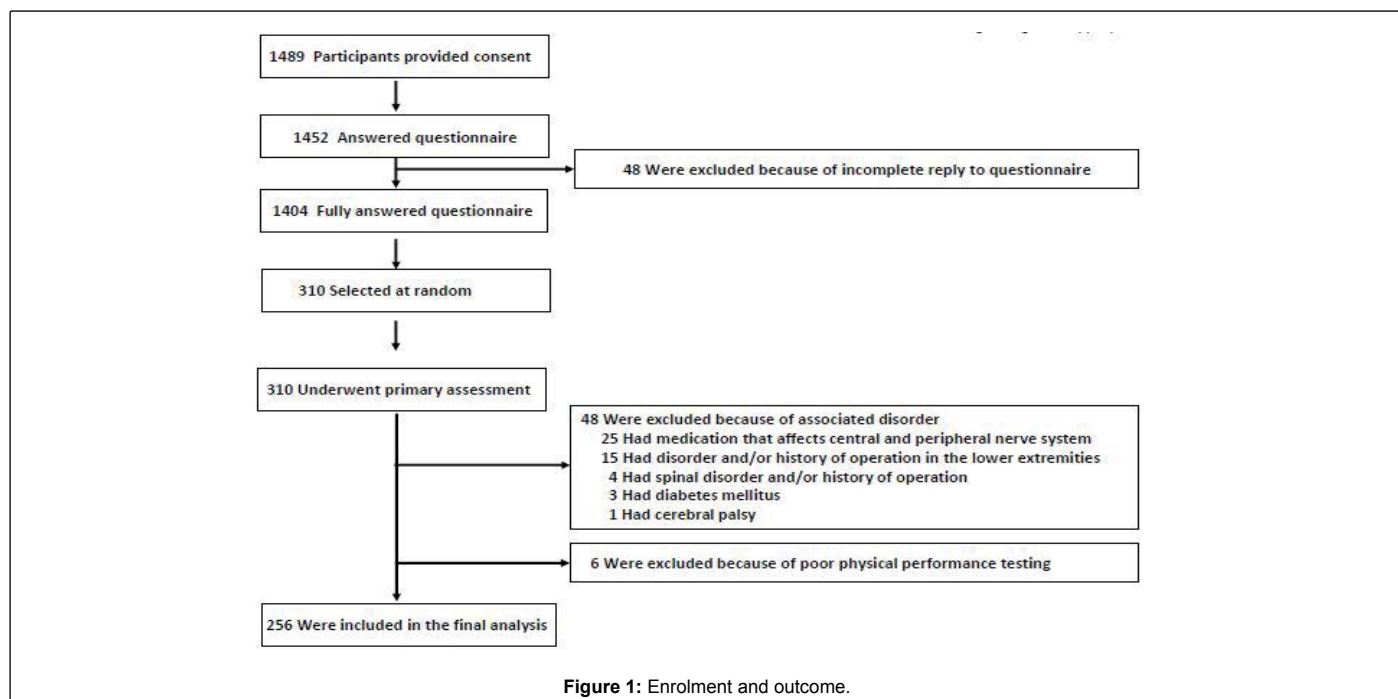 1489 Participants provided consent
1452 Answered questionnaire
48 Were excluded because of incomplete reply to questionnaire
1404 Fully answered questionnaire
310 Selected at random
310 Underwent primary assessment
48 Were excluded because of associated disorder
25 Had medication that affects central and peripheral nerve system
15 Had disorder and/or history of operation in the lower extremities
4 Had spinal disorder and/or history of operation
3 Had diabetes mellitus
1 Had cerebral palsy
6 Were excluded because of poor physical performance testing
256 Were included in the final analysis
Figure 1: Enrolment and outcome.